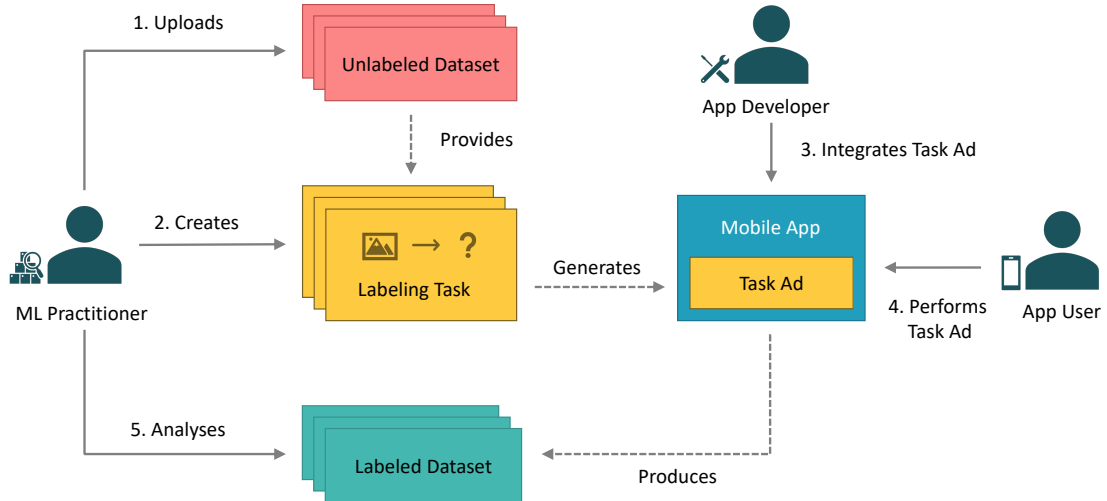 1. Uploads
Unlabeled Dataset
App Developer
Provides
3. Integrates Task Ad
2. Creates
?
Labeling Task
Generates
Mobile App
Task Ad
ML Practitioner
4. Performs
Task Ad
App User
5. Analyses
Labeled Dataset
Produces